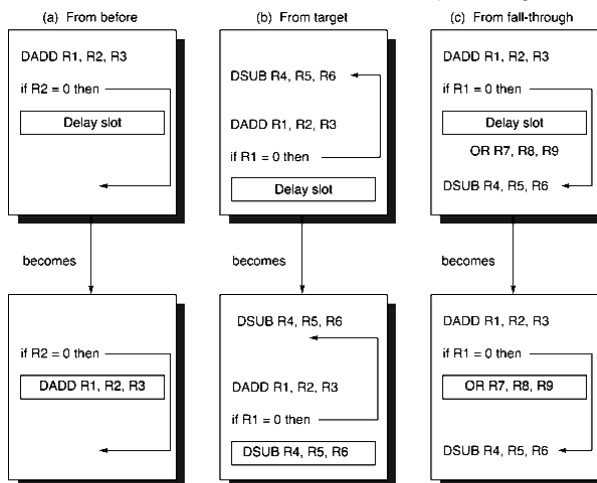 (a) From before
DADD R1, R2, R3
if R2 = 0 then
Delay slot
becomes
if R2 = 0 then
DADD R1, R2, R3
(b) From target
DSUB R4, R5, R6
DADD R1, R2, R3
if R1 = 0 then
Delay slot
becomes
DSUB R4, R5, R6
DADD R1, R2, R3
if R1 = 0 then
DSUB R4, R5, R6
(c) From fall-through
DADD R1, R2, R3
if R1 = 0 then
Delay slot
OR R7, R8, R9
DSUB R4, R5, R6
becomes
DADD R1, R2, R3
if R1 = 0 then
OR R7, R8, R9
DSUB R4, R5, R6